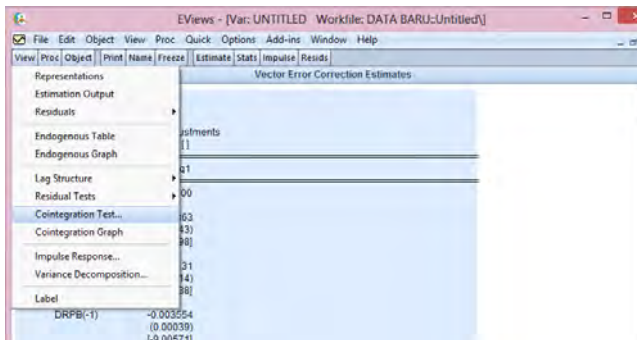 EViews - [Var: UNTITLED Workfile: DATA BARU::Untitled\]
File Edit Object View Proc Quick Options Add-ins Window Help
View Proc Object Print Name Freeze Estimate Stats Impulse Resids
Vector Error Correction Estimates
Representations
Estimation Output
Residuals
Endogenous Table
Endogenous Graph
Lag Structure
Residual Tests
Cointegration Test...
Cointegration Graph
Impulse Response...
Variance Decomposition...
Label
DRPB(-1) -0.003554
(0.00039)